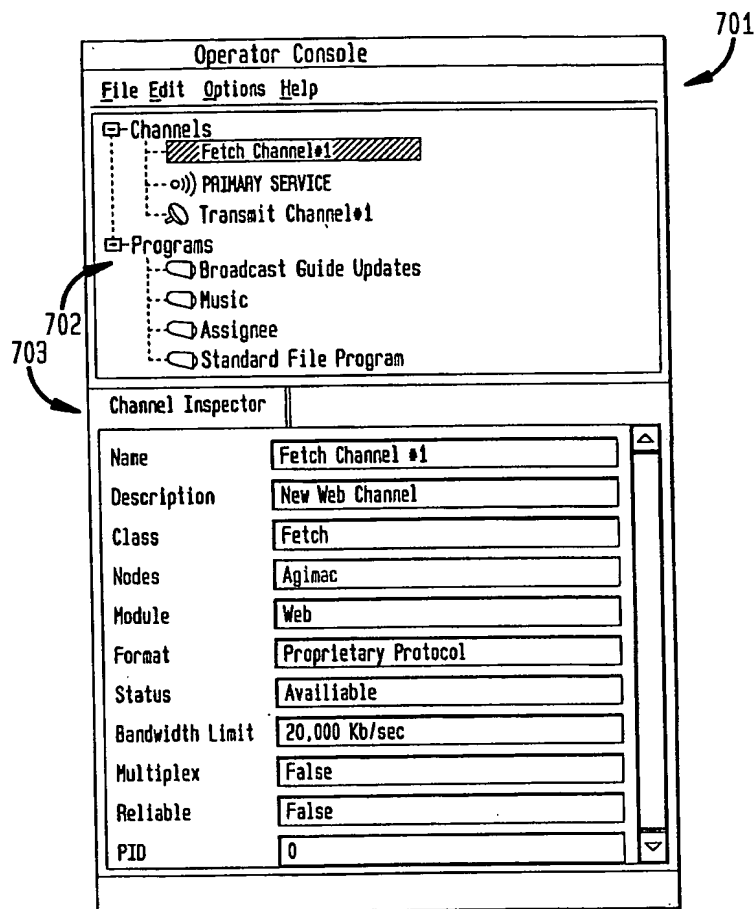 701
Operator Console
File Edit Options Help
Channels
Fetch Channel#1
PRIMARY SERVICE
Transmit Channel#1
Programs
Broadcast Guide Updates
702
Music
Assignee
703
Standard File Program
Channel Inspector
Name Fetch Channel #1
Description New Web Channel
Class Fetch
Nodes Agimac
Module Web
Format Proprietary Protocol
Status Availiable
Bandwidth Limit 20,000 Kb/sec
Multiplex False
Reliable False
PID 0